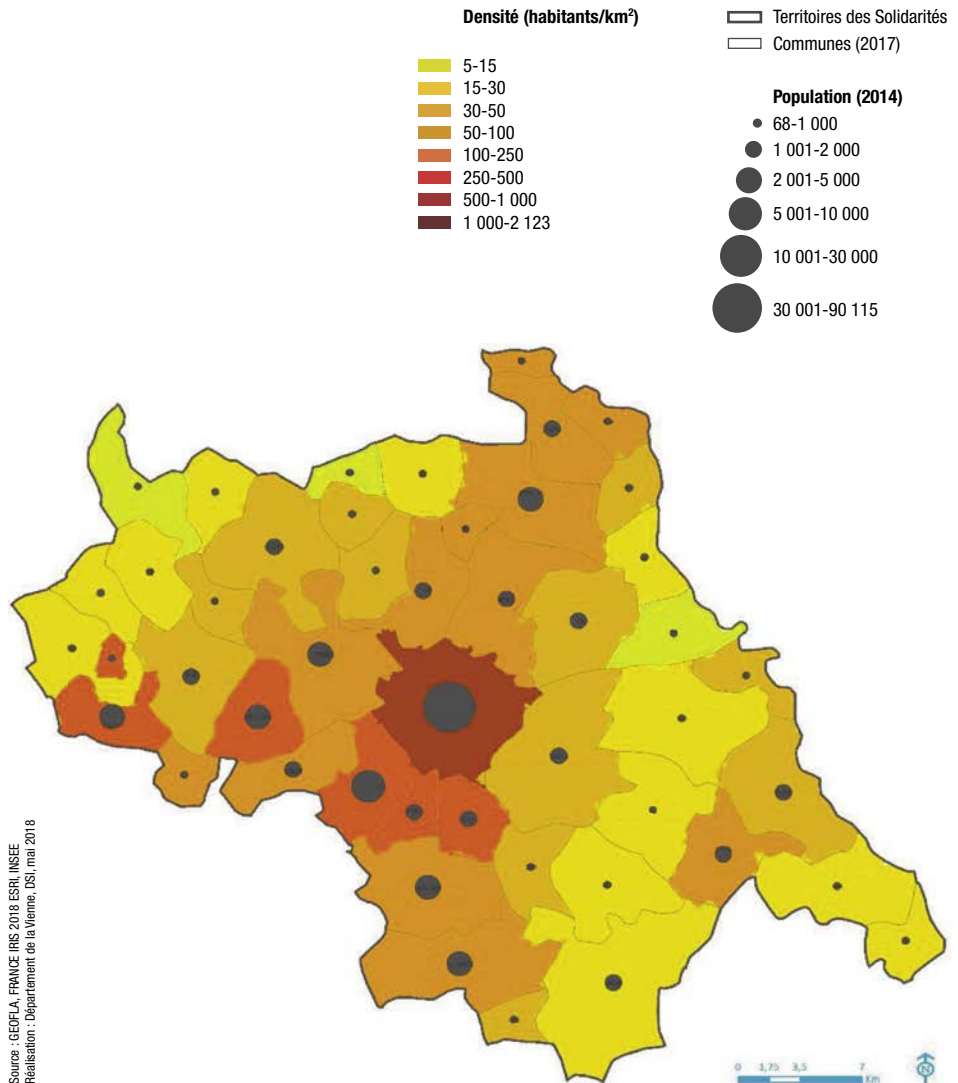 Densité (habitants/km²)
5-15
15-30
30-50
50-100
100-250
250-500
500-1 000
1 000-2 123
Territoires des Solidarités
Communes (2017)
Population (2014)
68-1 000
1 001-2 000
2 001-5 000
5 001-10 000
10 001-30 000
30 001-90 115
Source : GEOFLA, FRANCE IRIS 2018 ESRI, INSEE
Réalisation : Département de la Vienne, DSI, mai 2018
0 1,75 3,5 7
Km
N